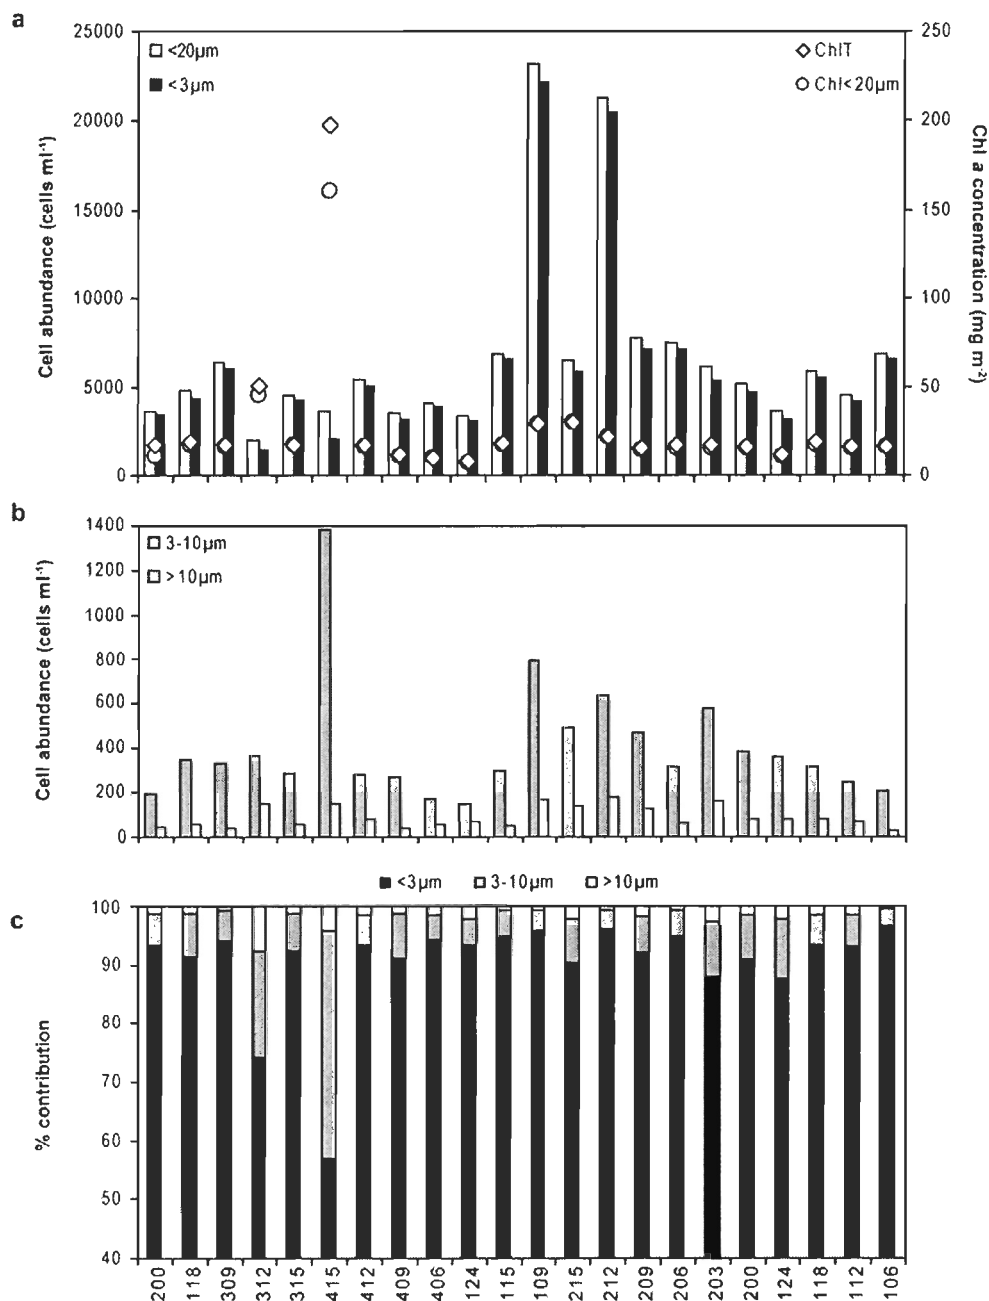 a
25000
20000
15000
10000
5000
0
Cell abundance (cells ml⁻¹)
<20µm
<3µm
ChlT
Chl<20µm
250
200
150
100
50
0
Chl a concentration (mg m⁻²)
b
1400
1200
1000
800
600
400
200
0
Cell abundance (cells ml⁻¹)
3-10µm
>10µm
<3µm 3-10µm >10µm
c
100
90
80
70
60
50
40
% contribution
200 118 309 312 315 415 412 409 406 124 115 109 215 212 209 206 203 200 124 118 112 106